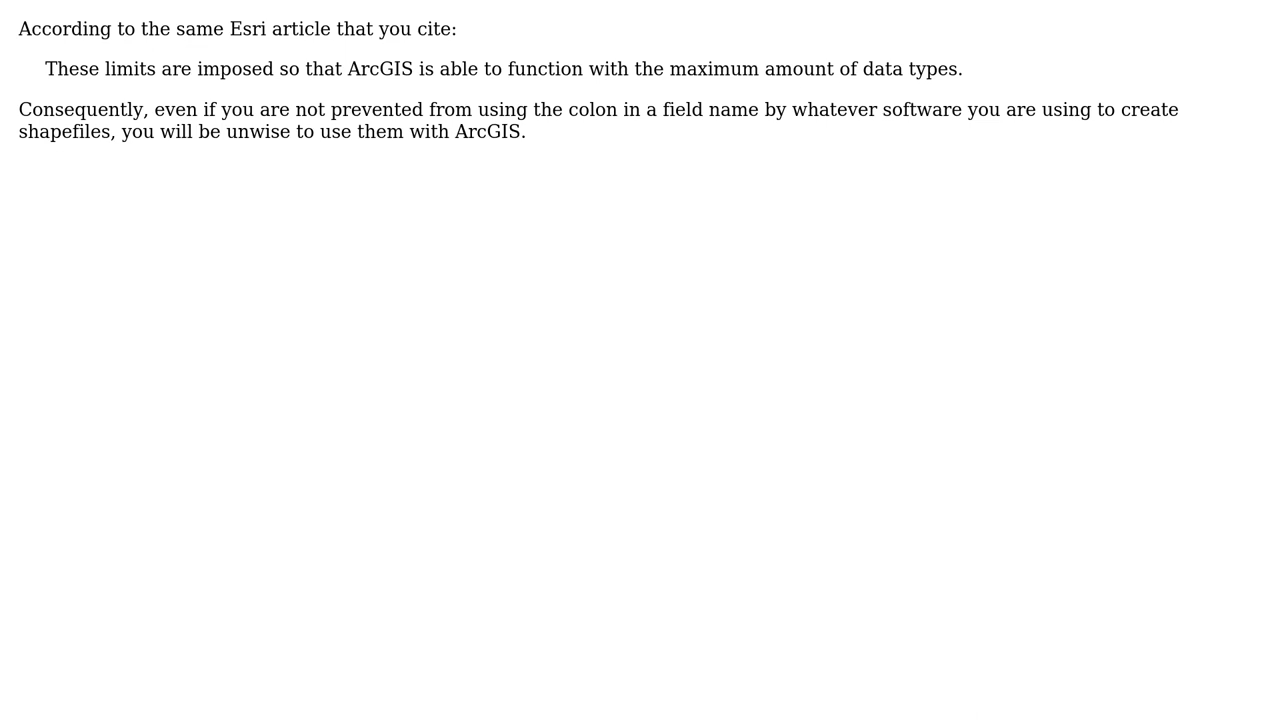 According to the same Esri article that you cite:
These limits are imposed so that ArcGIS is able to function with the maximum amount of data types.
Consequently, even if you are not prevented from using the colon in a field name by whatever software you are using to create
shapefiles, you will be unwise to use them with ArcGIS.